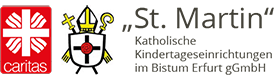 caritas
„St. Martin“
Katholische
Kindertageseinrichtungen
im Bistum Erfurt gGmbH